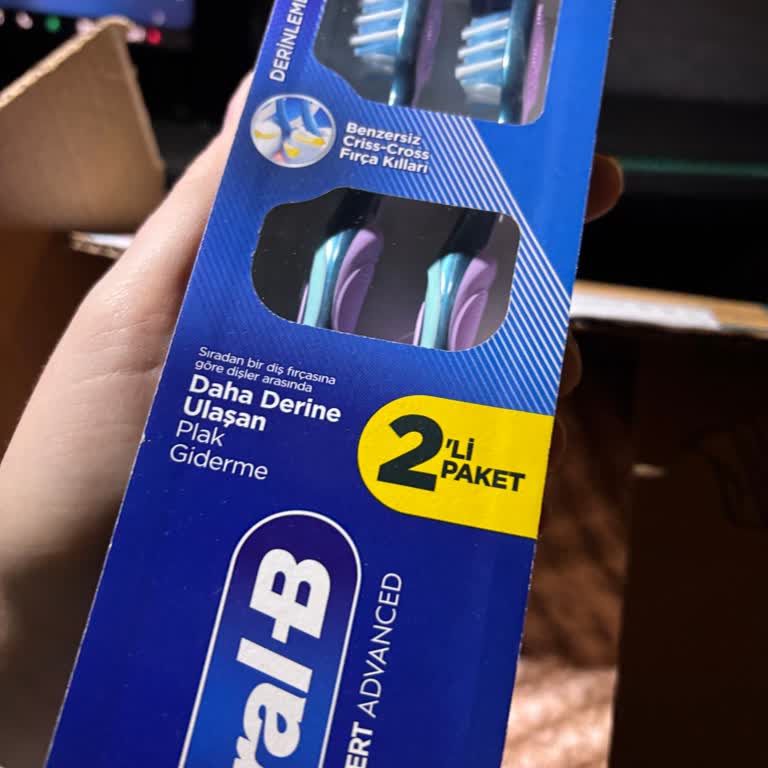 DERİNLEME
Benzersiz
Criss-Cross
Fırça Kılları
Sıradan bir diş fırçasına
göre dişler arasında
Daha Derine
Ulaşan
Plak
Giderme
2'Lİ
PAKET
ral-B
ERT ADVANCED